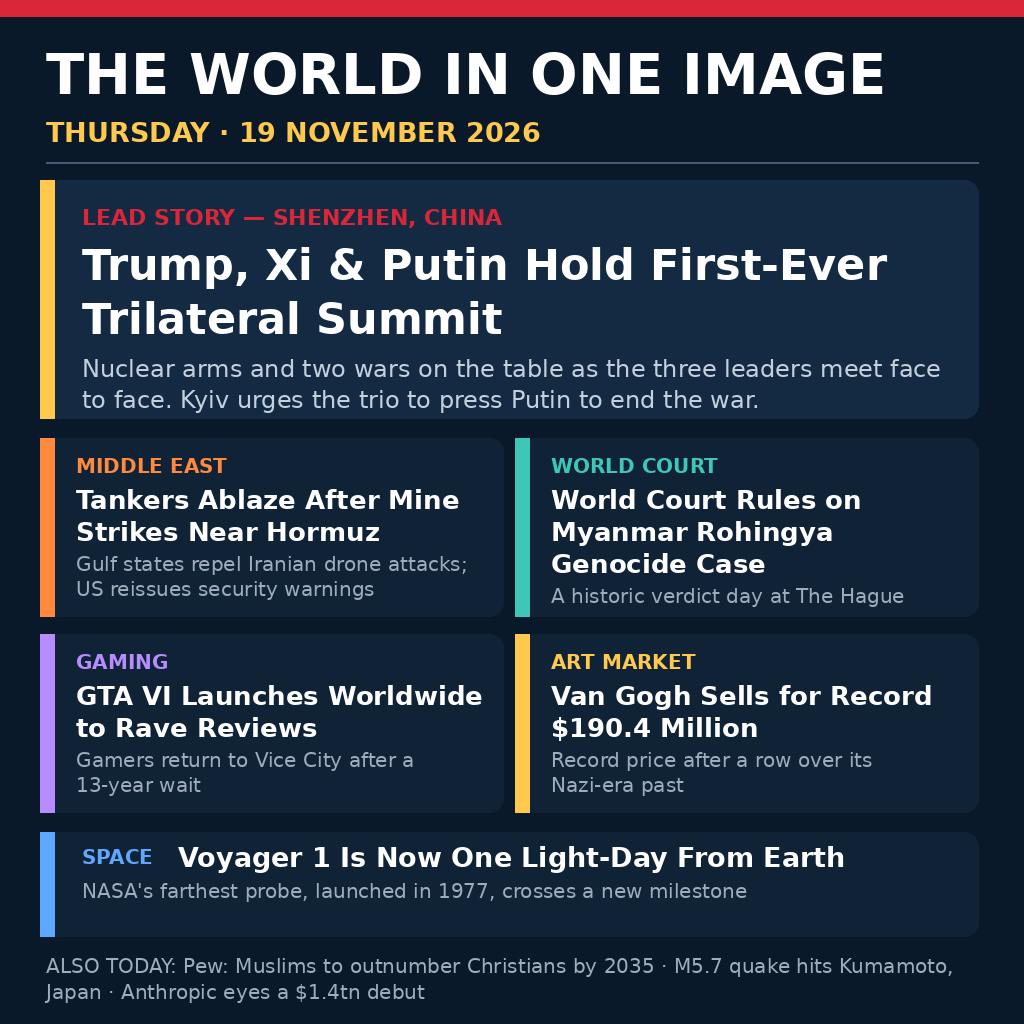 THE WORLD IN ONE IMAGE
THURSDAY · 19 NOVEMBER 2026
LEAD STORY — SHENZHEN, CHINA
Trump, Xi & Putin Hold First-Ever
Trilateral Summit
Nuclear arms and two wars on the table as the three leaders meet face
to face. Kyiv urges the trio to press Putin to end the war.
MIDDLE EAST
Tankers Ablaze After Mine
Strikes Near Hormuz
Gulf states repel Iranian drone attacks;
US reissues security warnings
WORLD COURT
World Court Rules on
Myanmar Rohingya
Genocide Case
A historic verdict day at The Hague
GAMING
GTA VI Launches Worldwide
to Rave Reviews
Gamers return to Vice City after a
13-year wait
ART MARKET
Van Gogh Sells for Record
$190.4 Million
Record price after a row over its
Nazi-era past
SPACE Voyager 1 Is Now One Light-Day From Earth
NASA's farthest probe, launched in 1977, crosses a new milestone
ALSO TODAY: Pew: Muslims to outnumber Christians by 2035 · M5.7 quake hits Kumamoto,
Japan · Anthropic eyes a $1.4tn debut